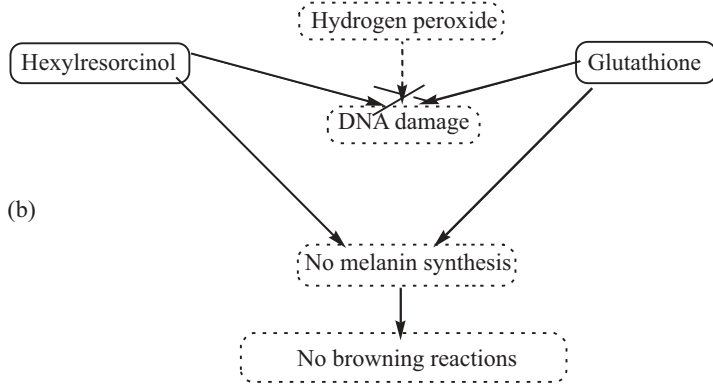 Hydrogen peroxide
Hexylresorcinol
Glutathione
DNA damage
(b)
No melanin synthesis
No browning reactions